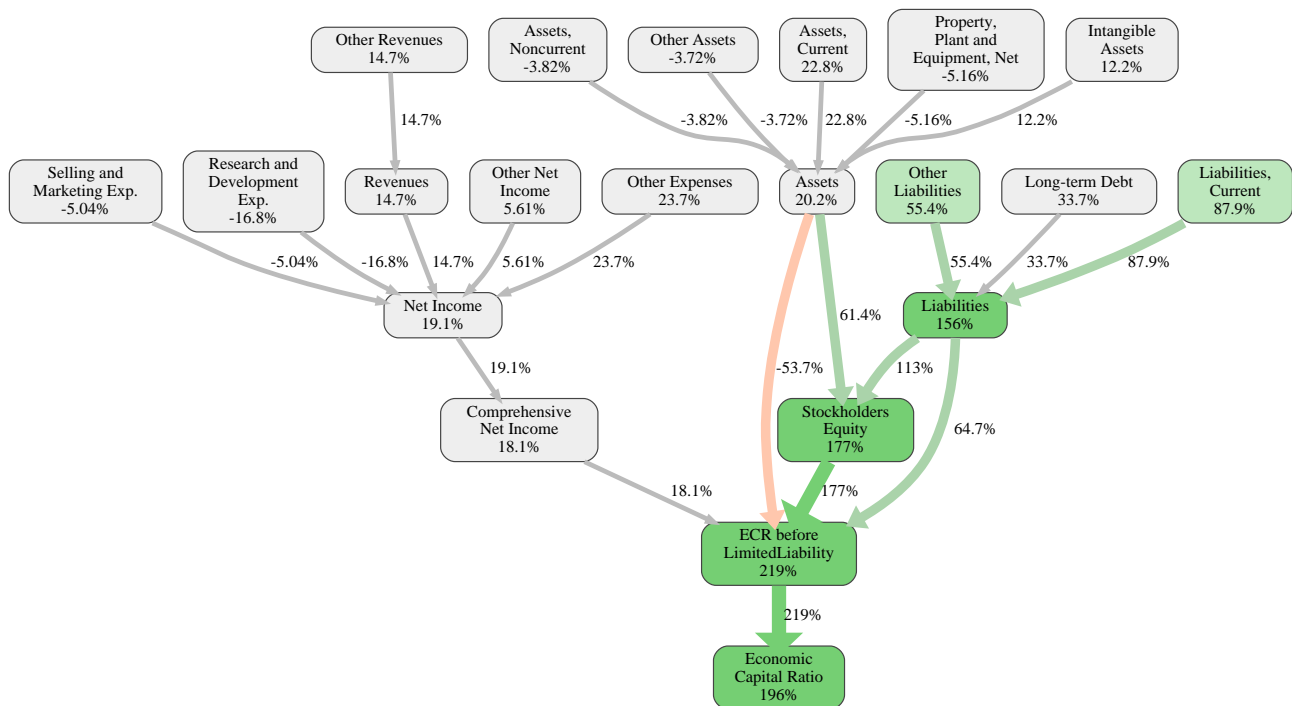 Other Revenues
14.7%
Assets,
Noncurrent
-3.82%
Other Assets
-3.72%
Assets,
Current
22.8%
Property,
Plant and
Equipment, Net
-5.16%
Intangible
Assets
12.2%
14.7%
-3.82%
-3.72%
22.8%
-5.16%
12.2%
Selling and
Marketing Exp.
-5.04%
Research and
Development
Exp.
-16.8%
Revenues
14.7%
Other Net
Income
5.61%
Other Expenses
23.7%
Assets
20.2%
Other
Liabilities
55.4%
Long-term Debt
33.7%
Liabilities,
Current
87.9%
-5.04%
-16.8%
14.7%
5.61%
23.7%
55.4%
33.7%
87.9%
Net Income
19.1%
61.4%
Liabilities
156%
19.1%
-53.7%
113%
Comprehensive
Net Income
18.1%
Stockholders
Equity
177%
64.7%
18.1%
177%
ECR before
LimitedLiability
219%
219%
Economic
Capital Ratio
196%